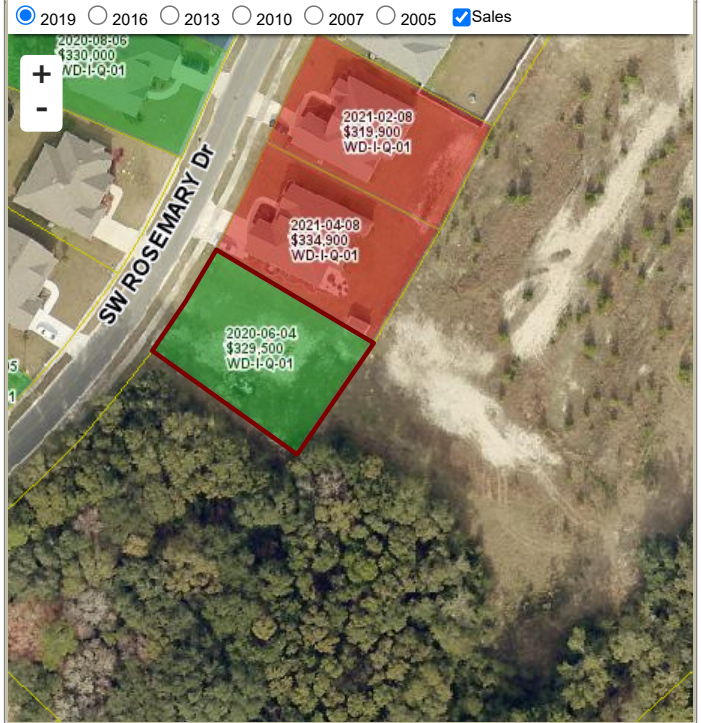 2019 2016 2013 2010 2007 2005 Sales
2020-08-06
$330,000
WD-I-Q-01
+
-
2021-02-08
$319,900
WD-I-Q-01
SW ROSEMARY Dr
2021-04-08
$334,900
WD-I-Q-01
2020-06-04
$329,500
WD-I-Q-01
5
1